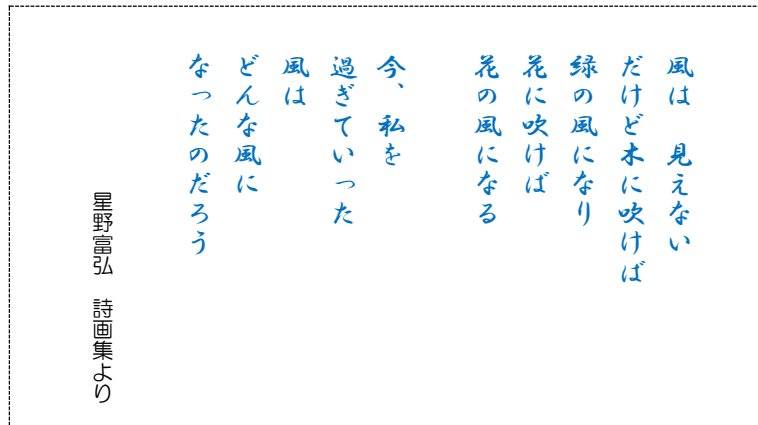 風は　見えない
だけど木に吹けば
緑の風になり
花に吹けば
花の風になる
今、私を
過ぎていった
風は
どんな風に
なったのだろう
星野富弘　詩画集より